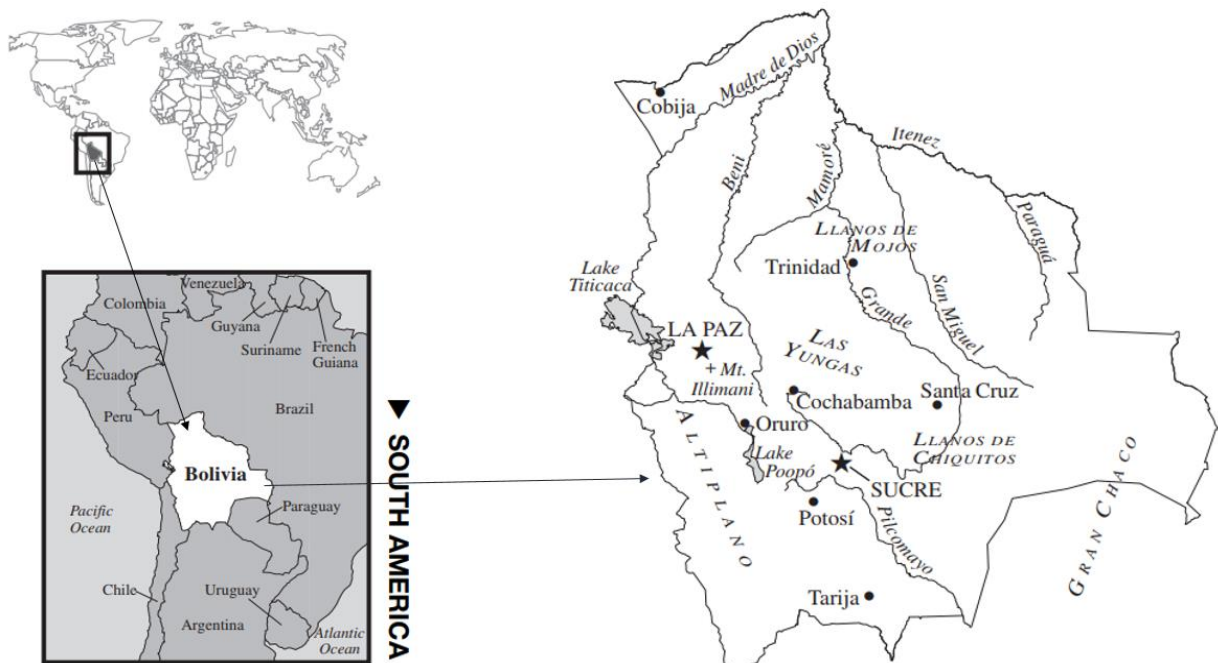 Colombia
Venezuela
Guyana
Suriname
French
Guiana
Ecuador
Peru
Brazil
Bolivia
Pacific
Ocean
Paraguay
Chile
Uruguay
Argentina
Atlantic
Ocean
SOUTH AMERICA
Madre de Dios
Cobija
Itenez
Beni
Mamoré
Paraguá
LLANOS DE
MOJOS
Trinidad
Lake
Titicaca
San Miguel
Grande
LA PAZ
LAS
YUNGAS
Mt.
Illimani
Cochabamba
Santa Cruz
ALTIPLANO
Oruro
LLANOS DE
CHIQUITOS
Lake
Poopó
SUCRE
Potosí
Pilcomayo
GRAN CHACO
Tarija